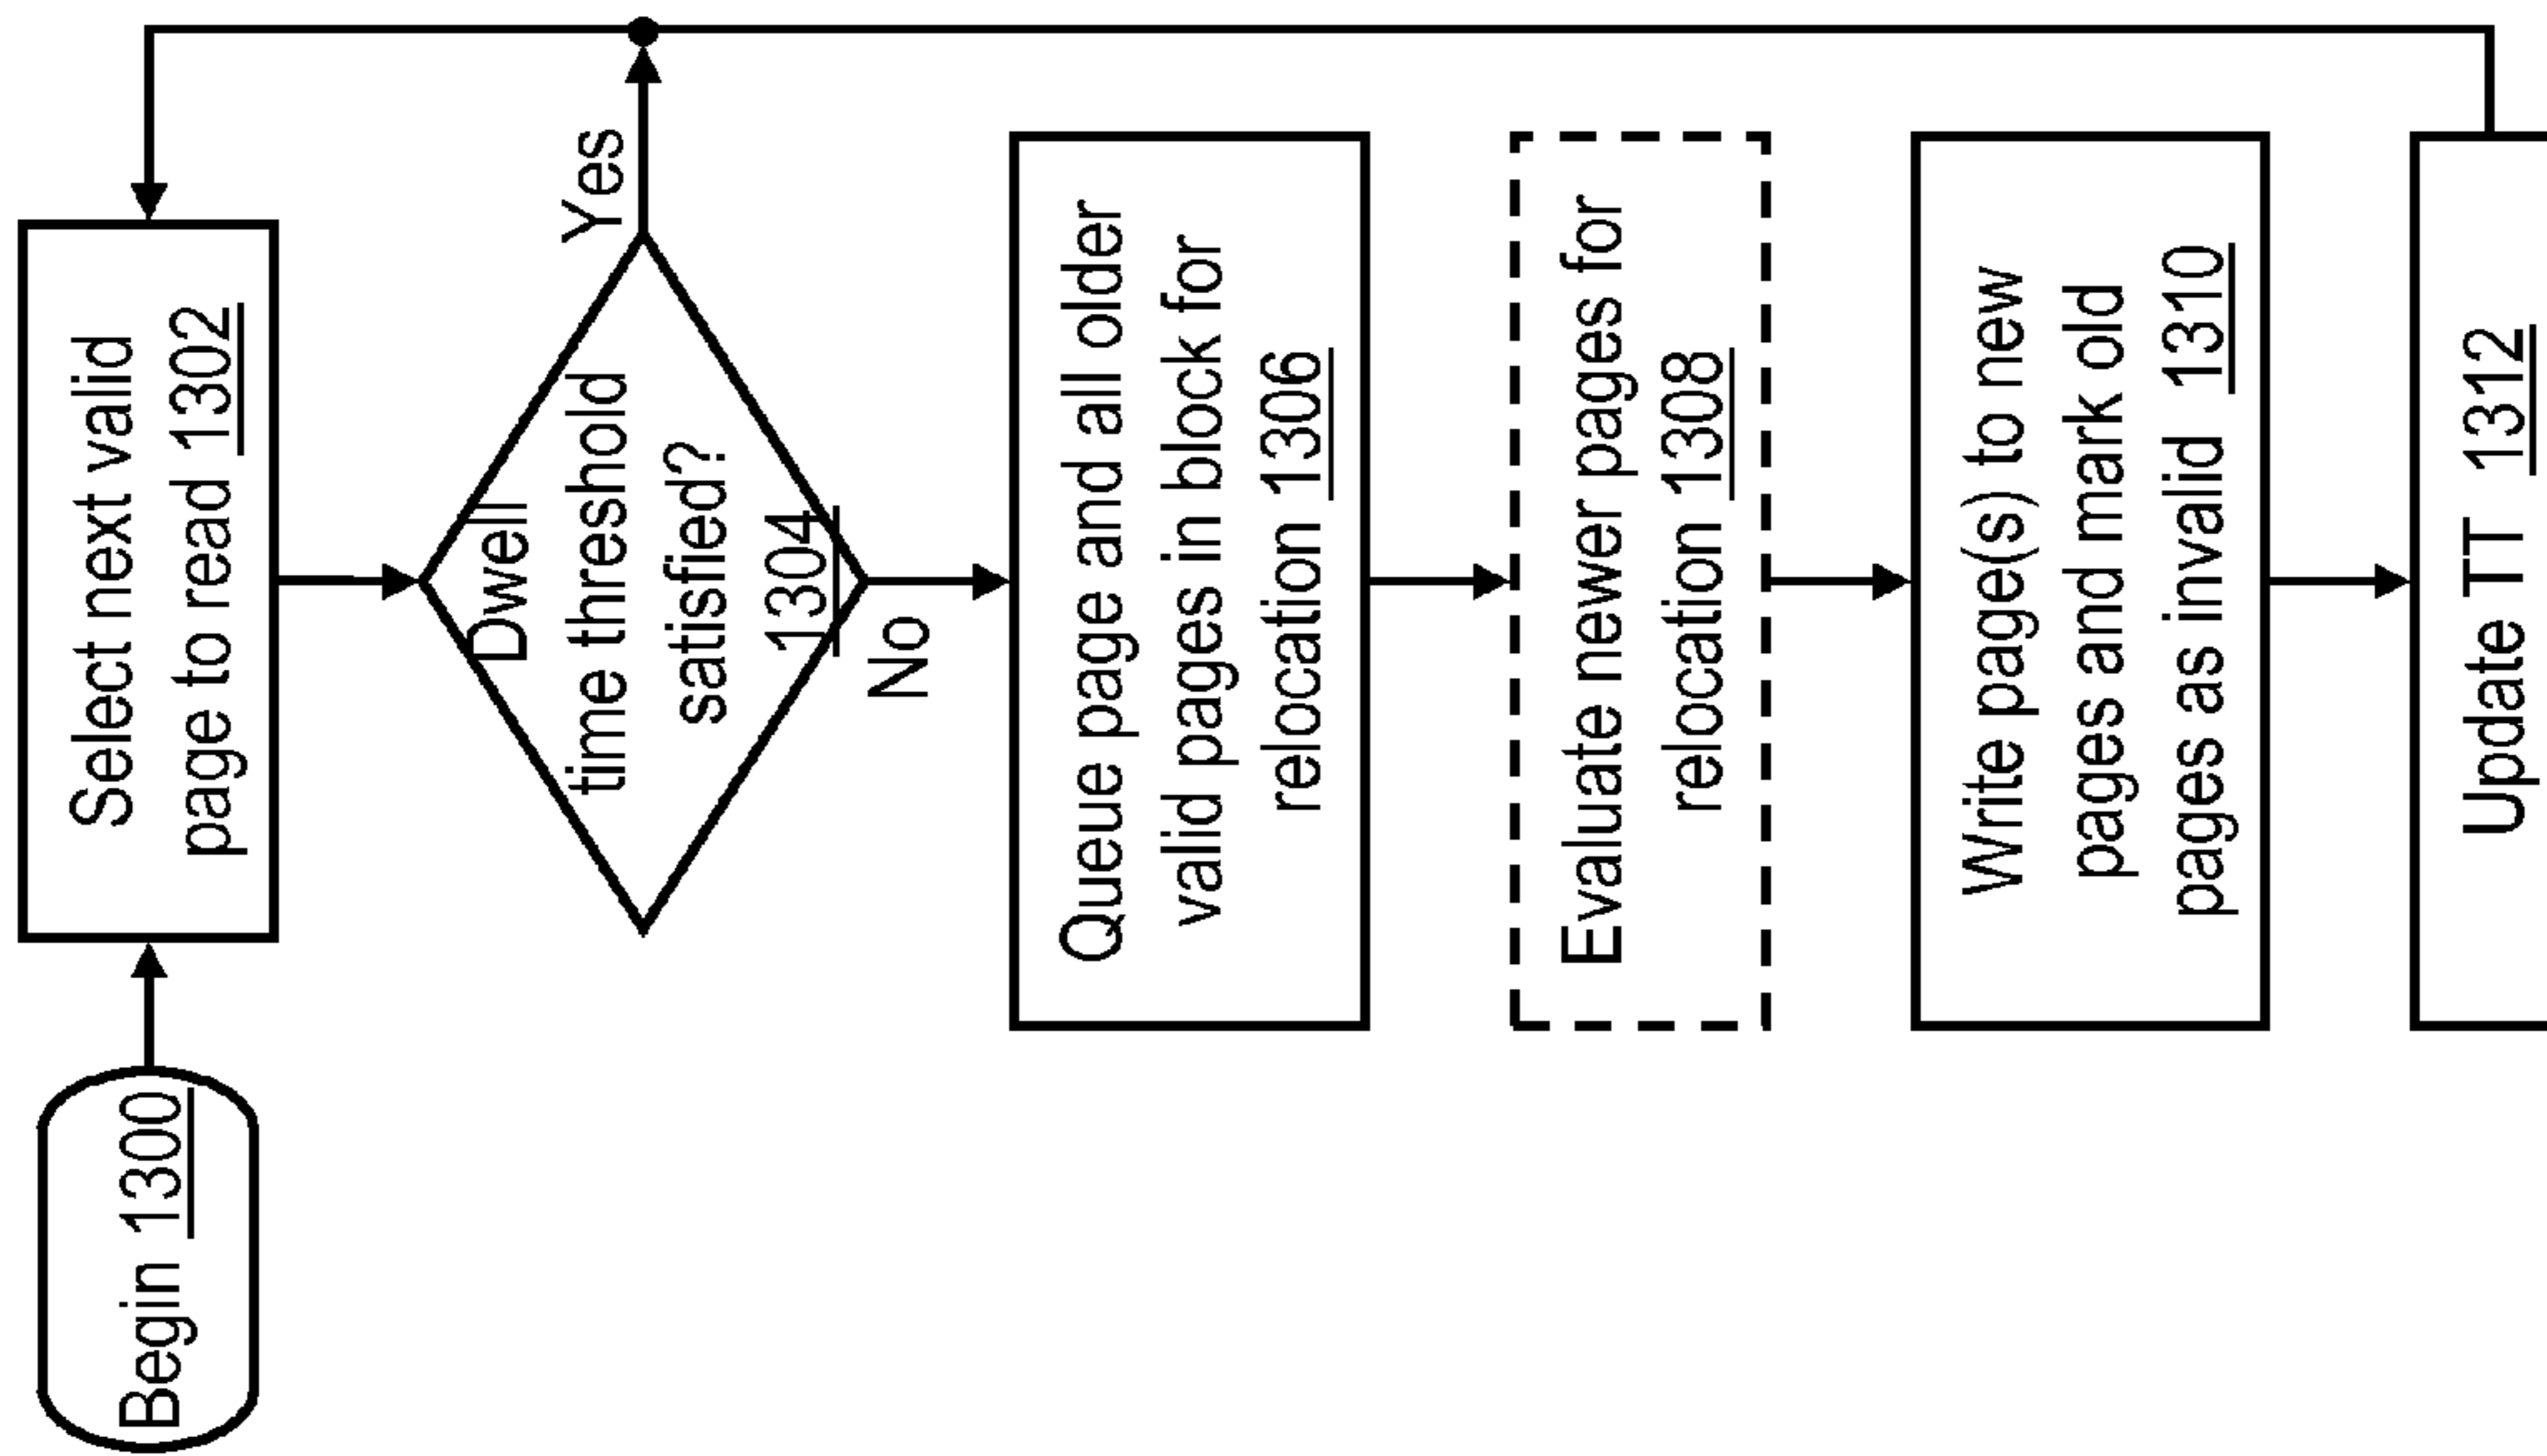 Begin 1300
Select next valid
page to read 1302
Dwell
time threshold
satisfied?
1304
Yes
No
Queue page and all older
valid pages in block for
relocation 1306
Evaluate newer pages for
relocation 1308
Write page(s) to new
pages and mark old
pages as invalid 1310
Update TT 1312